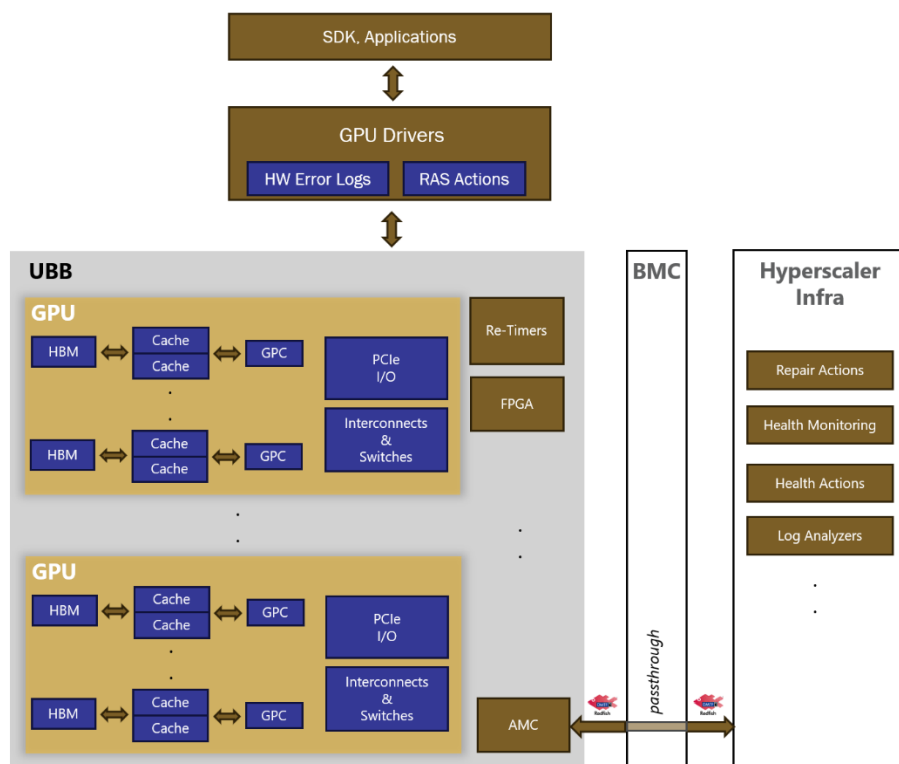 SDK, Applications
GPU Drivers
HW Error Logs
RAS Actions
UBB
GPU
HBM
Cache
Cache
GPC
HBM
Cache
Cache
GPC
PCIe
I/O
Interconnects
&
Switches
Re-Timers
FPGA
GPU
HBM
Cache
Cache
GPC
HBM
Cache
Cache
GPC
PCIe
I/O
Interconnects
&
Switches
AMC
BMC
passthrough
Redfish
Redfish
Hyperscaler
Infra
Repair Actions
Health Monitoring
Health Actions
Log Analyzers